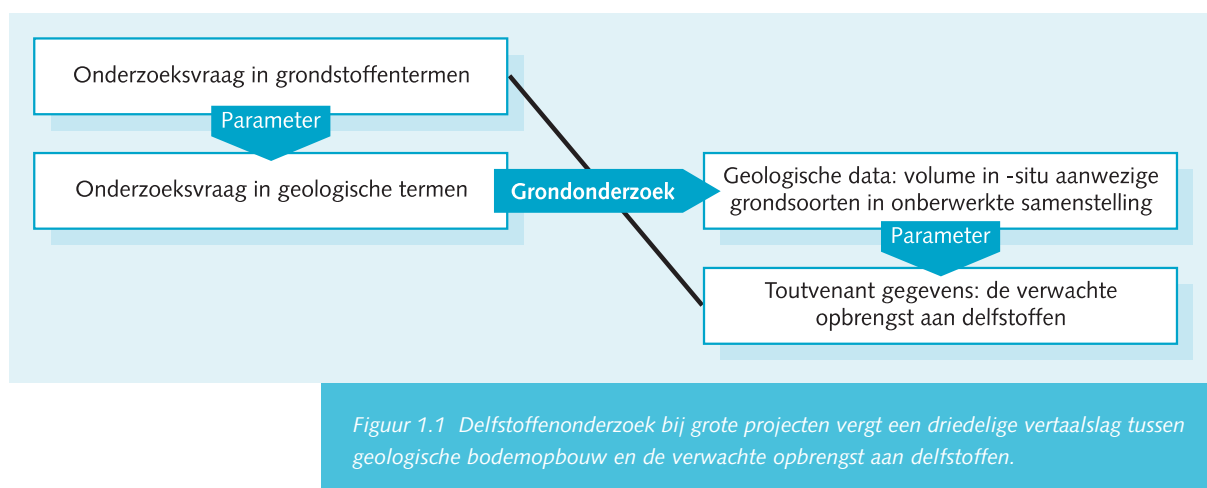 Onderzoeksvraag in grondstoffentermen
Parameter
Onderzoeksvraag in geologische termen
Grondonderzoek
Geologische data: volume in -situ aanwezige
grondsoorten in onberwerkte samenstelling
Parameter
Toutvenant gegevens: de verwachte
opbrengst aan delfstoffen
Figuur 1.1 Delfstoffenonderzoek bij grote projecten vergt een driedelige vertaalslag tussen
geologische bodemopbouw en de verwachte opbrengst aan delfstoffen.